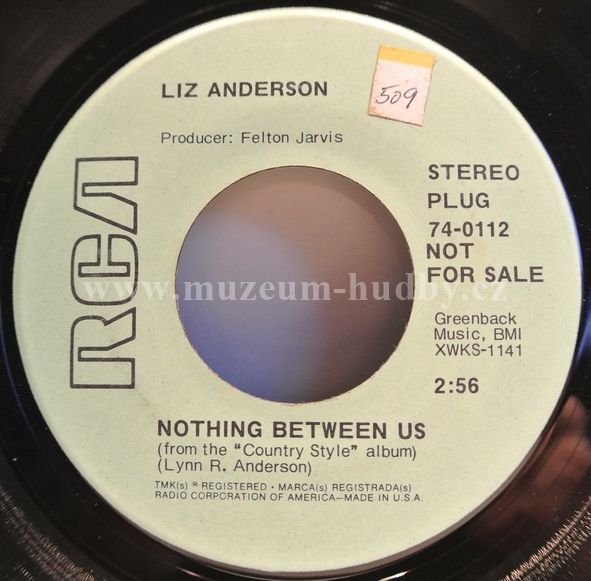 LIZ ANDERSON
509
Producer: Felton Jarvis
RCA
STEREO
PLUG
74-0112
NOT
FOR SALE
www.muzeum-hudby.cz
Greenback
Music, BMI
XWKS-1141
2:56
NOTHING BETWEEN US
(from the "Country Style" album)
(Lynn R. Anderson)
TMK(s) ® REGISTERED • MARCA(s) REGISTRADA(s)
RADIO CORPORATION OF AMERICA—MADE IN U.S.A.